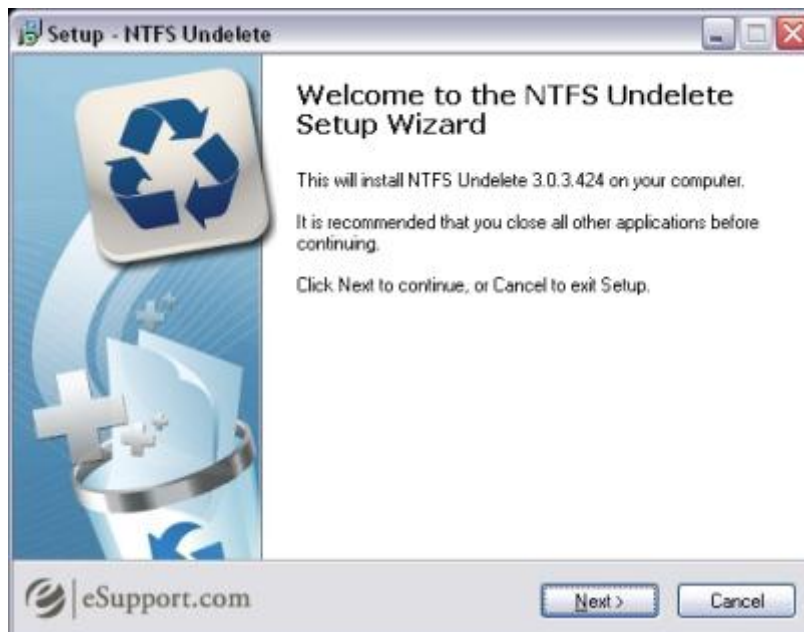 Setup - NTFS Undelete
Welcome to the NTFS Undelete
Setup Wizard
This will install NTFS Undelete 3.0.3.424 on your computer.
It is recommended that you close all other applications before
continuing.
Click Next to continue, or Cancel to exit Setup.
eSupport.com
Next >
Cancel